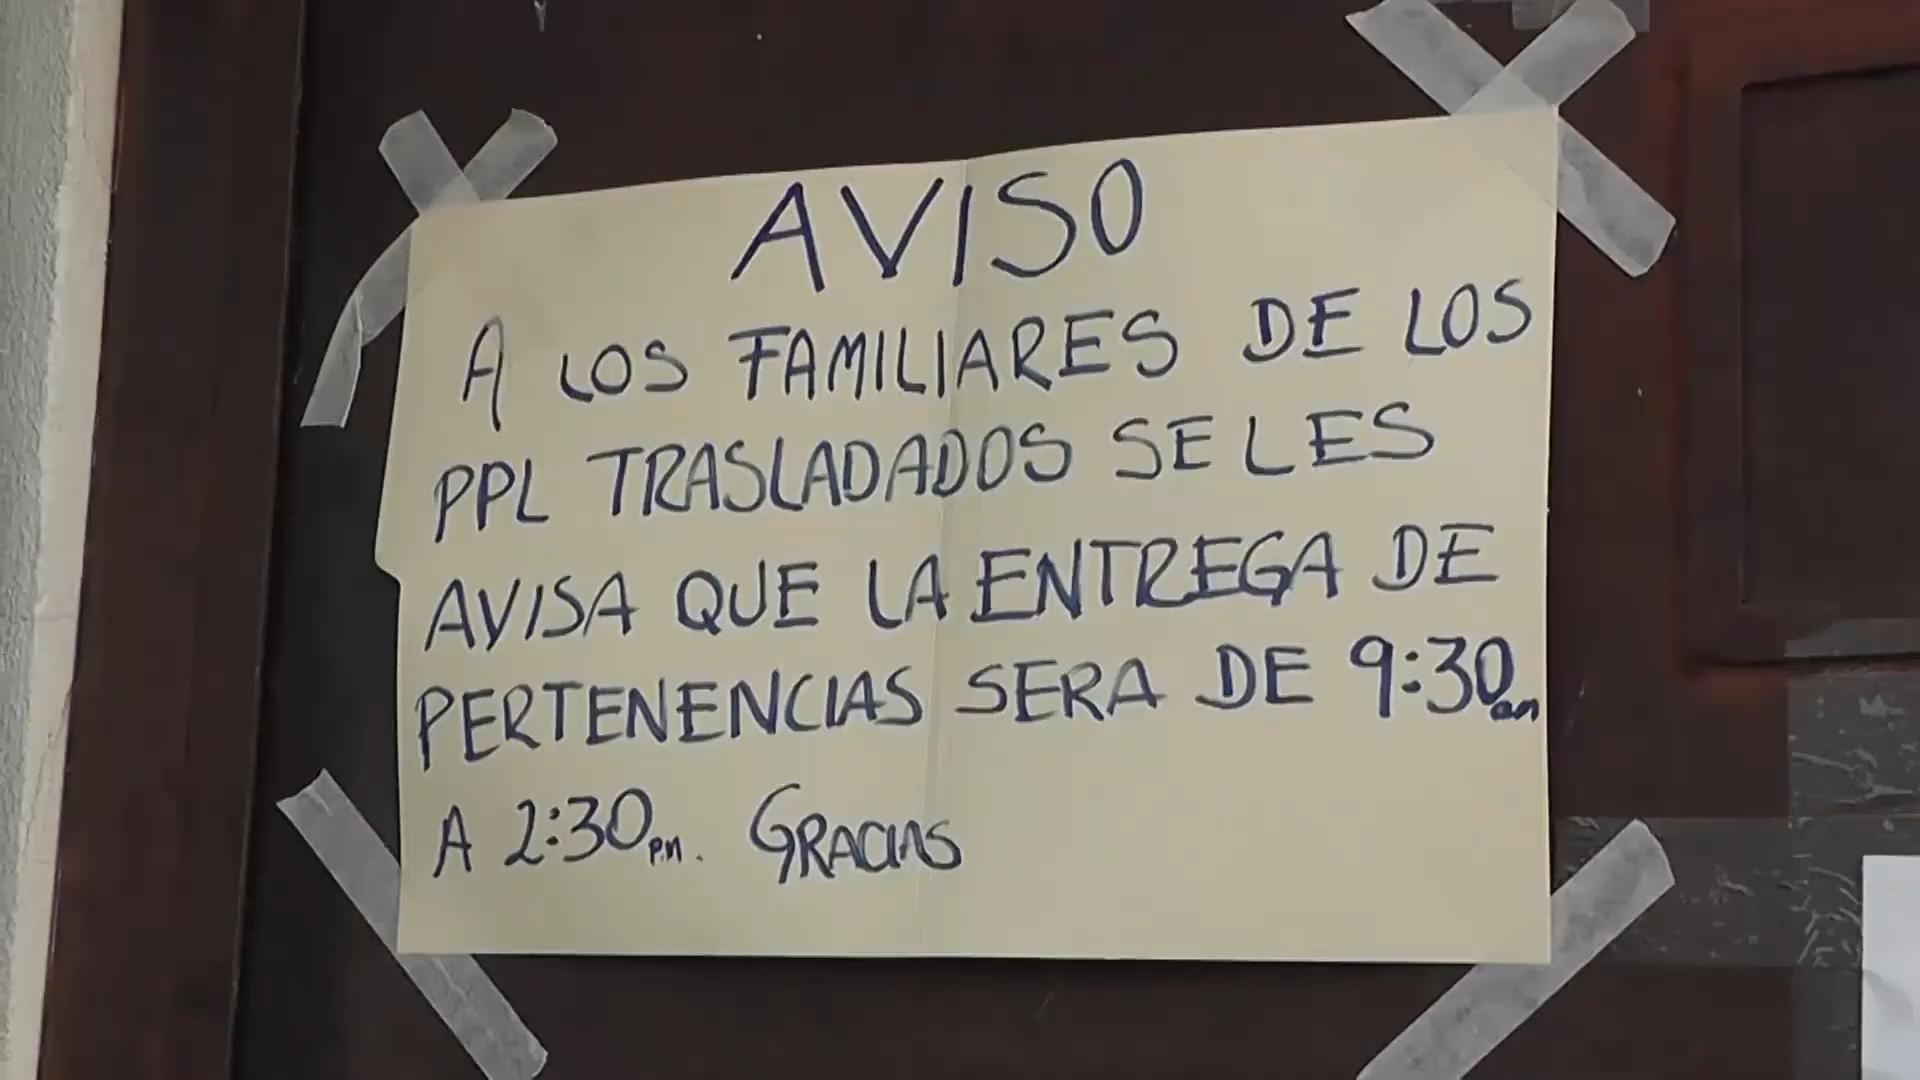 AVISO
A LOS FAMILIARES DE LOS
PPL TRASLADADOS SE LES
AVISA QUE LA ENTREGA DE
PERTENENCIAS SERA DE 9:30am
A 2:30 P.M. GRACIAS